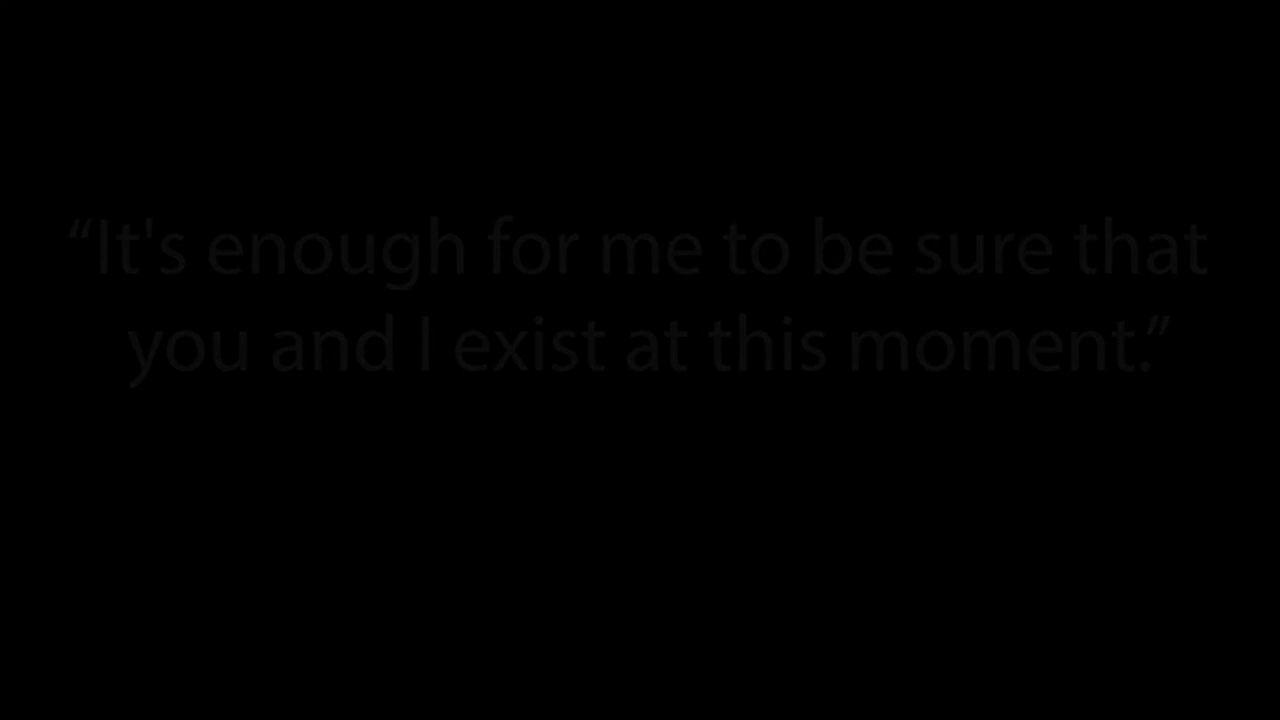 “It's enough for me to be sure that
you and I exist at this moment.”